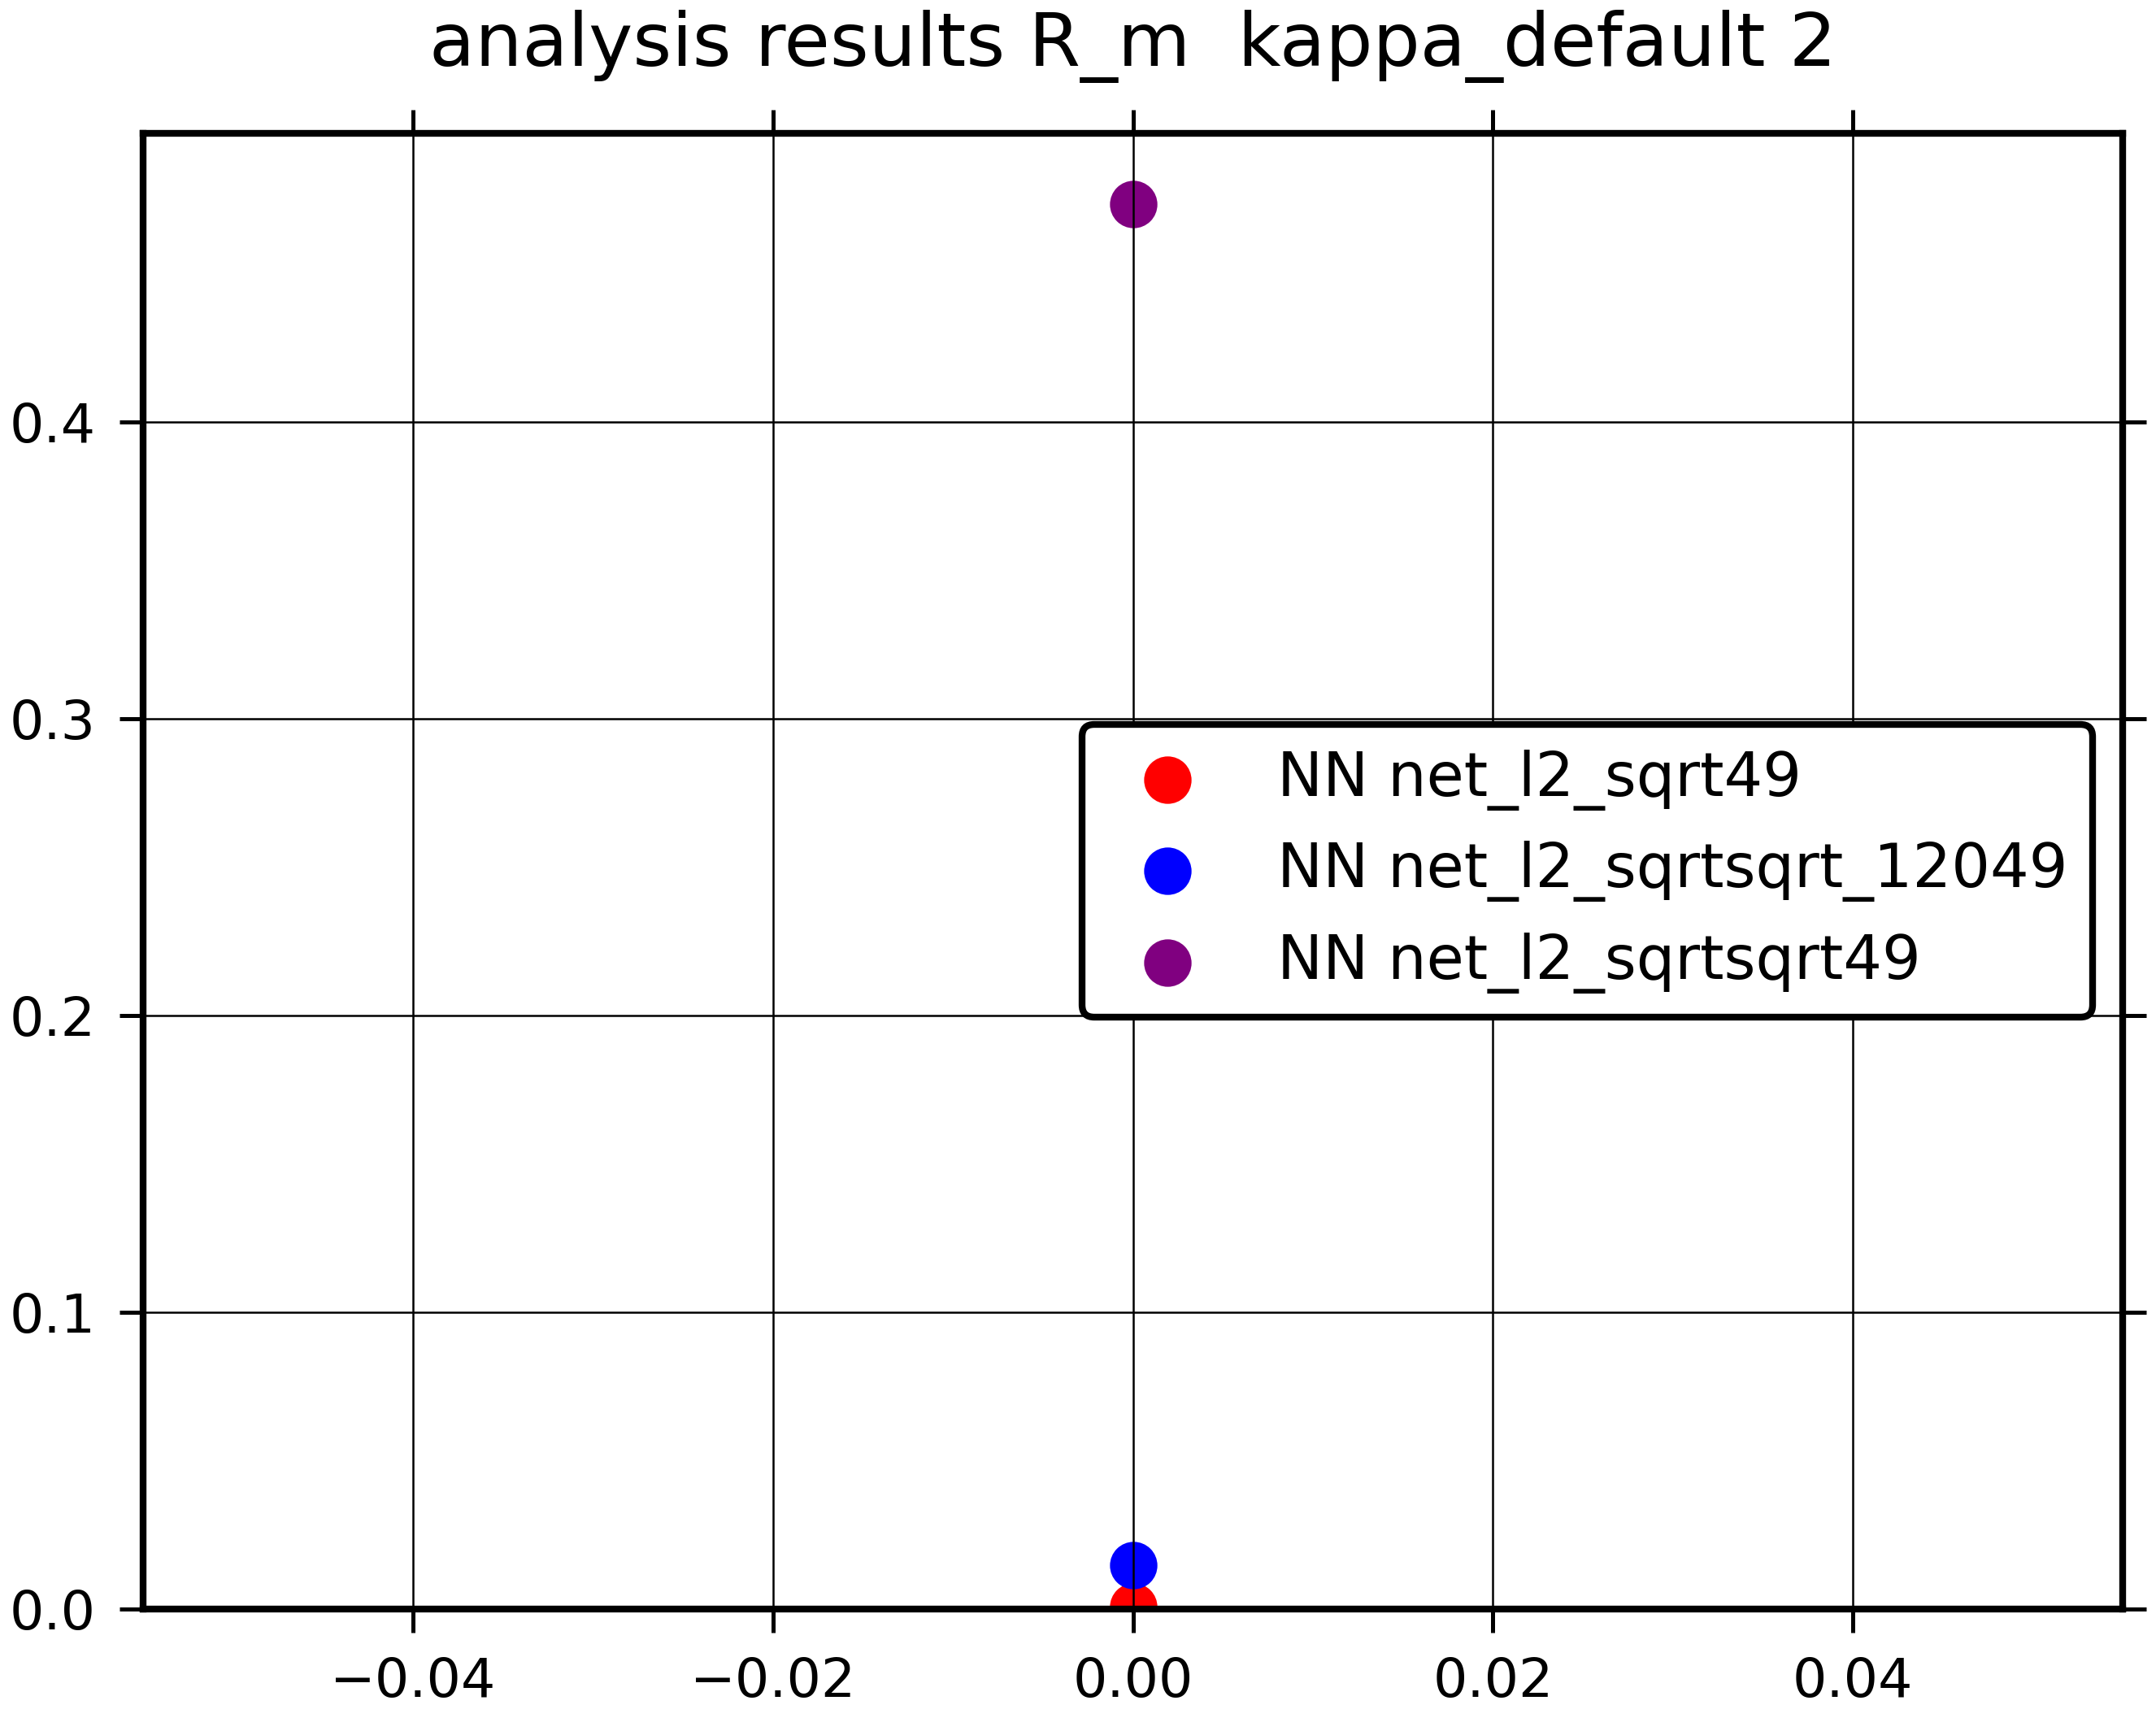 analysis results R_m  kappa_default 2
0.4
0.3
NN net_l2_sqrt49
NN net_l2_sqrtsqrt_12049
NN net_l2_sqrtsqrt49
0.2
0.1
0.0
−0.04 −0.02 0.00 0.02 0.04